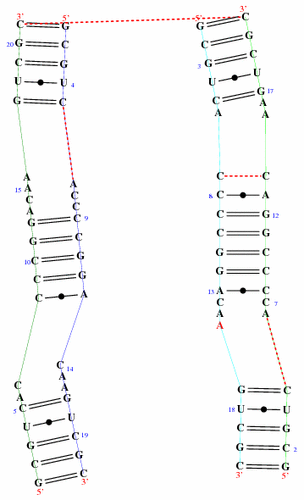 3' 5'
C G
20 G C
C G
U U 4
G C
A A
15 A C
9
10
C A
C 14
A A
5
19
C
5' 3'
3'
5' C
G G
C C
3 G U
U G 17
C A
A A
C C
8 C A
C G 12
C G
G C
G C
13 A C 7
C A
A
A
G C
18 U U
C G
G C 2
C G
3' 5'